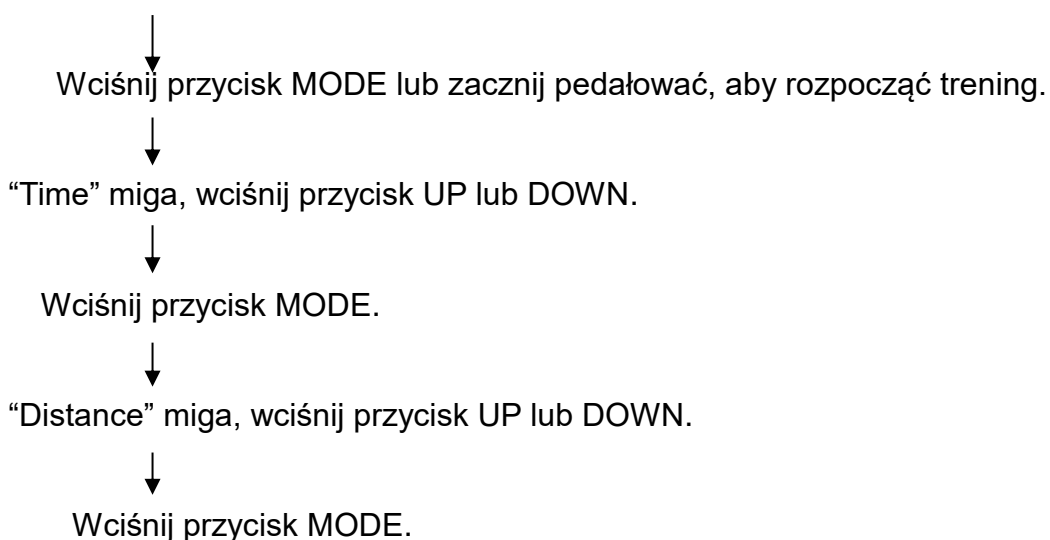 Wciśnij przycisk MODE lub zacznij pedałować, aby rozpocząć trening.
“Time” miga, wciśnij przycisk UP lub DOWN.
Wciśnij przycisk MODE.
“Distance” miga, wciśnij przycisk UP lub DOWN.
Wciśnij przycisk MODE.